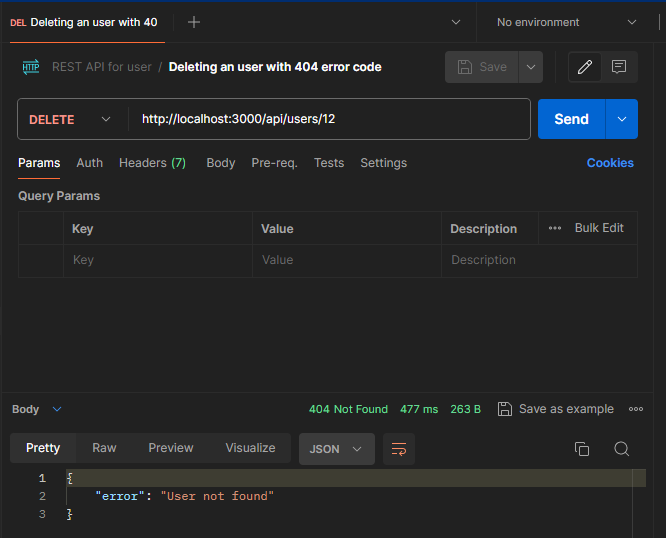 DEL Deleting an user with 40
No environment
HTTP REST API for user / Deleting an user with 404 error code
Save
DELETE http://localhost:3000/api/users/12
Send
Params Auth Headers (7) Body Pre-req. Tests Settings Cookies
Query Params
Key Value Description Bulk Edit
Key Value Description
Body 404 Not Found 477 ms 263 B Save as example
Pretty Raw Preview Visualize JSON
1 {
2 "error": "User not found"
3 }